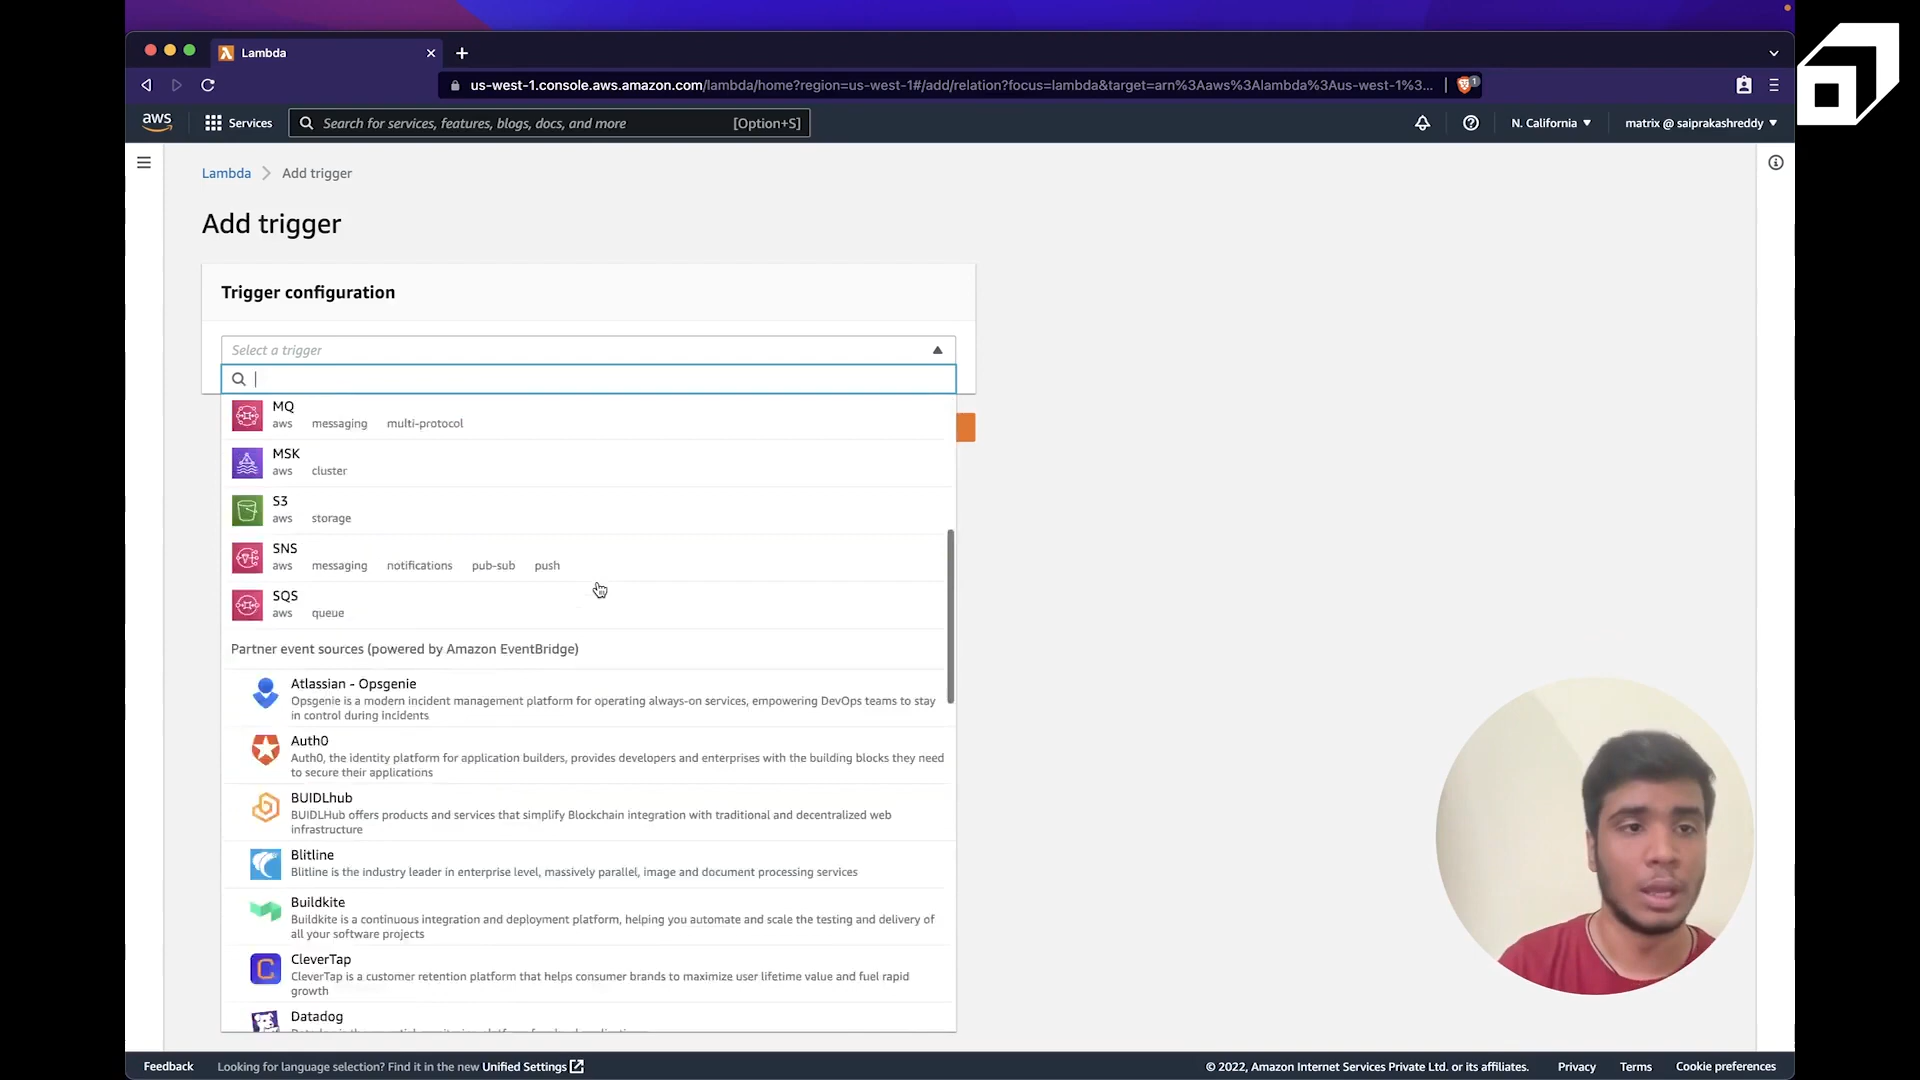 Lambda
us-west-1.console.aws.amazon.com/lambda/home?region=us-west-1#/add/relation?focus=lambda&target=arn%3Aaws%3Alambda%3Aus-west-1%3...
1
aws
Services
Search for services, features, blogs, docs, and more
[Option+S]
N. California
matrix @ saiprakashreddy
Lambda
Add trigger
Add trigger
Trigger configuration
Select a trigger
MQ
aws messaging multi-protocol
MSK
aws cluster
S3
aws storage
SNS
aws messaging notifications pub-sub push
SQS
aws queue
Partner event sources (powered by Amazon EventBridge)
Atlassian - Opsgenie
Opsgenie is a modern incident management platform for operating always-on services, empowering DevOps teams to stay
in control during incidents
Auth0
Auth0, the identity platform for application builders, provides developers and enterprises with the building blocks they need
to secure their applications
BUIDLhub
BUIDLHub offers products and services that simplify Blockchain integration with traditional and decentralized web
infrastructure
Blitline
Blitline is the industry leader in enterprise level, massively parallel, image and document processing services
Buildkite
Buildkite is a continuous integration and deployment platform, helping you automate and scale the testing and delivery of
all your software projects
CleverTap
CleverTap is a customer retention platform that helps consumer brands to maximize user lifetime value and fuel rapid
growth
Datadog
Feedback
Looking for language selection? Find it in the new Unified Settings
© 2022, Amazon Internet Services Private Ltd. or its affiliates.
Privacy
Terms
Cookie preferences